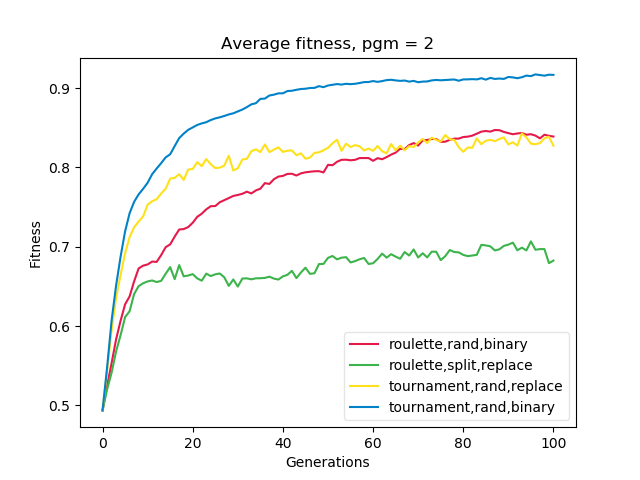 Average fitness, pgm = 2
Fitness
0.9
0.8
0.7
0.6
0.5
roulette,rand,binary
roulette,split,replace
tournament,rand,replace
tournament,rand,binary
0 20 40 60 80 100
Generations